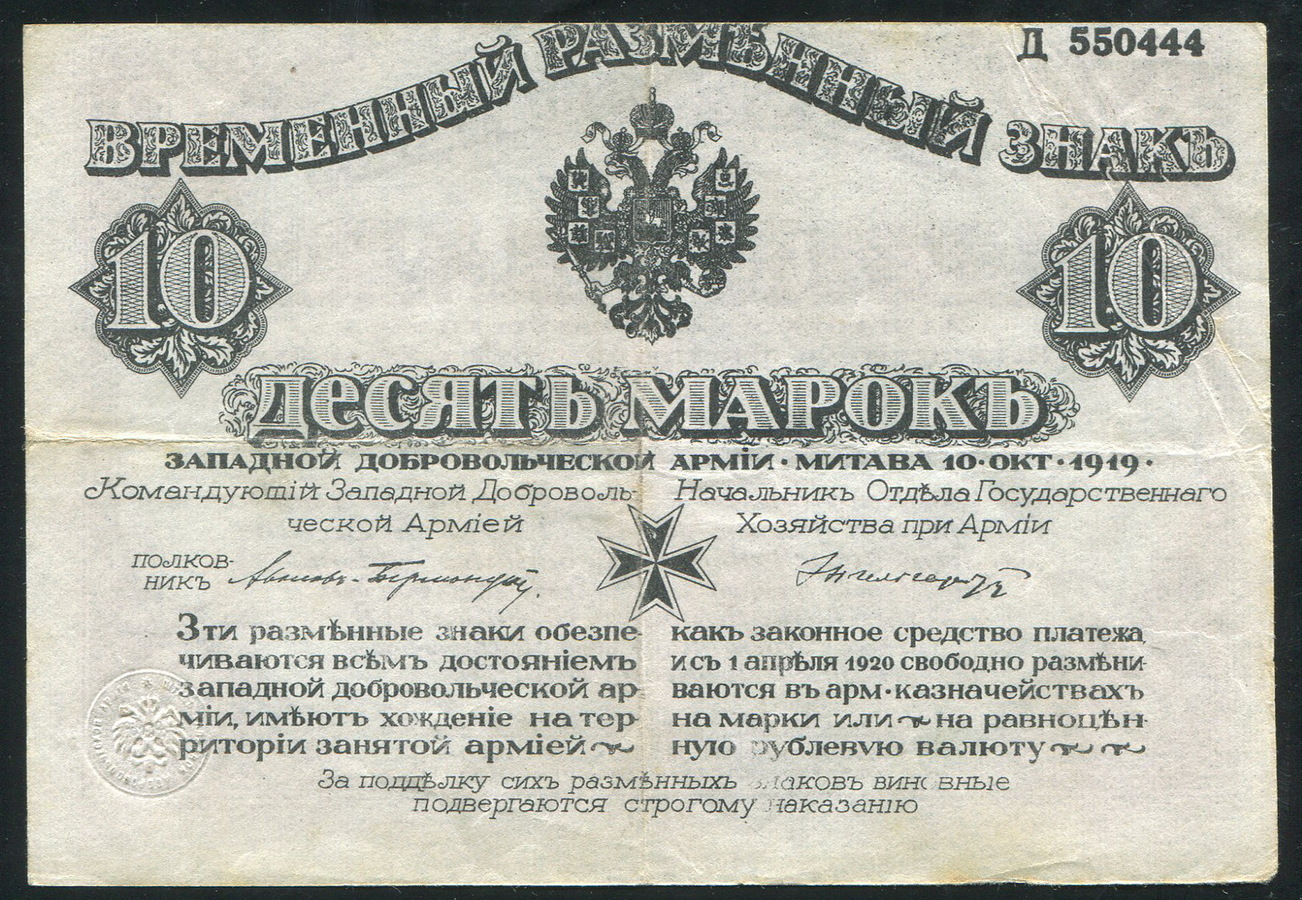 Д 550444
ВРЕМЕННЫЙ РАЗМѢННЫЙ ЗНАКЪ
10 10
ДЕСЯТЬ МАРОКЪ
ЗАПАДНОЙ ДОБРОВОЛЬЧЕСКОЙ АРМІИ · МИТАВА 10 · ОКТ · 1919 ·
Командующій Западной Доброволь-
ческой Арміей
ПОЛКОВ-
НИКЪ Аваловъ-Бермондтъ.
Начальникъ Отдѣла Государственнаго
Хозяйства при Арміи
Энгельгардтъ
Эти размѣнные знаки обезпе-
чиваются всѣмъ достояніемъ
западной добровольческой ар-
міи, имѣютъ хожденіе на тер-
риторіи занятой арміей
какъ законное средство платежа,
и съ 1 апрѣля 1920 свободно размѣни-
ваются въ арм · казначействахъ
на марки или на равноцѣн-
ную рублевую валюту
За поддѣлку сихъ размѣнныхъ знаковъ виновные
подвергаются строгому наказанію